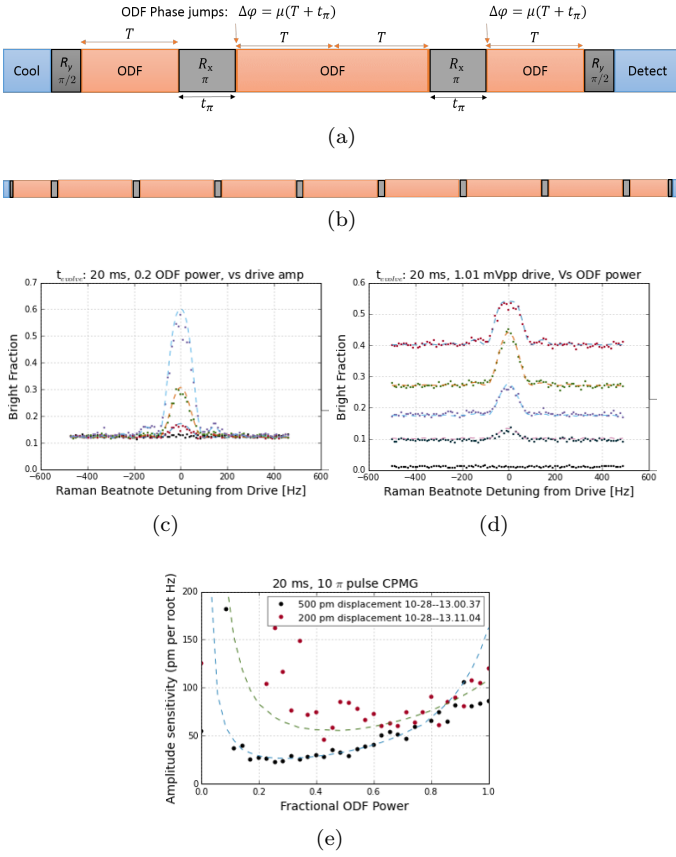 ODF Phase jumps: Δφ = μ(T + tπ) Δφ = μ(T + tπ)
T T T T
Cool Ry π/2 ODF Rx π ODF Rx π ODF Ry π/2 Detect
tπ tπ
(a)
(b)
tevolve: 20 ms, 0.2 ODF power, vs drive amp
0.7
0.6
0.5
0.4
0.3
0.2
0.1
0.0
Bright Fraction
−600 −400 −200 0 200 400 600
Raman Beatnote Detuning from Drive [Hz]
(c)
tevolve: 20 ms, 1.01 mVpp drive, Vs ODF power
0.6
0.5
0.4
0.3
0.2
0.1
0.0
Bright Fraction
−600 −400 −200 0 200 400 600
Raman Beatnote Detuning from Drive [Hz]
(d)
20 ms, 10 π pulse CPMG
500 pm displacement 10-28--13.00.37
200 pm displacement 10-28--13.11.04
200
150
100
50
0
Amplitude sensitivity (pm per root Hz)
0.0 0.2 0.4 0.6 0.8 1.0
Fractional ODF Power
(e)